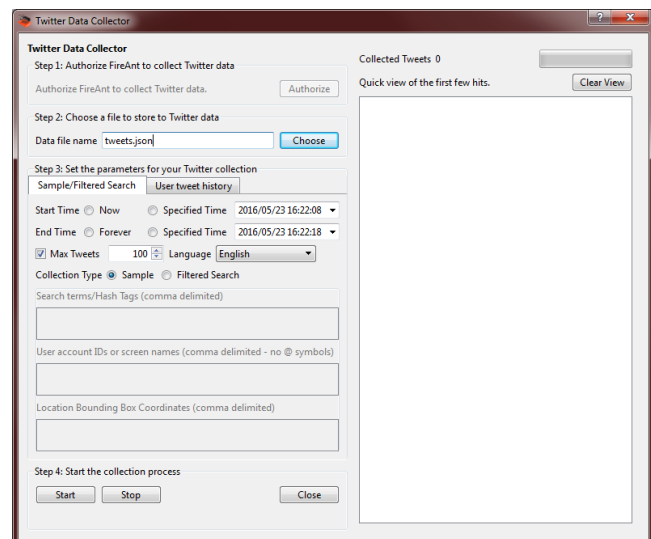 Twitter Data Collector
Twitter Data Collector
Step 1: Authorize FireAnt to collect Twitter data
Authorize FireAnt to collect Twitter data. Authorize
Step 2: Choose a file to store to Twitter data
Data file name tweets.json Choose
Step 3: Set the parameters for your Twitter collection
Sample/Filtered Search User tweet history
Start Time Now Specified Time 2016/05/23 16:22:08
End Time Forever Specified Time 2016/05/23 16:22:18
Max Tweets 100 Language English
Collection Type Sample Filtered Search
Search terms/Hash Tags (comma delimited)
User account IDs or screen names (comma delimited - no @ symbols)
Location Bounding Box Coordinates (comma delimited)
Step 4: Start the collection process
Start Stop Close
Collected Tweets 0
Quick view of the first few hits. Clear View